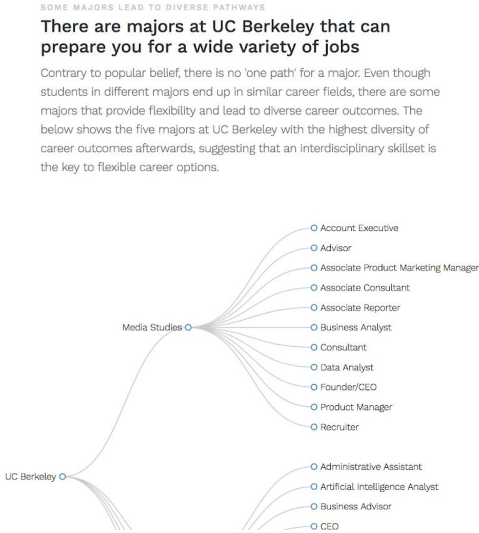 SOME MAJORS LEAD TO DIVERSE PATHWAYS
There are majors at UC Berkeley that can
prepare you for a wide variety of jobs
Contrary to popular belief, there is no 'one path' for a major. Even though
students in different majors end up in similar career fields, there are some
majors that provide flexibility and lead to diverse career outcomes. The
below shows the five majors at UC Berkeley with the highest diversity of
career outcomes afterwards, suggesting that an interdisciplinary skillset is
the key to flexible career options.
Account Executive
Advisor
Associate Product Marketing Manager
Associate Consultant
Associate Reporter
Media Studies
Business Analyst
Consultant
Data Analyst
Founder/CEO
Product Manager
Recruiter
Administrative Assistant
UC Berkeley
Artificial Intelligence Analyst
Business Advisor
CEO